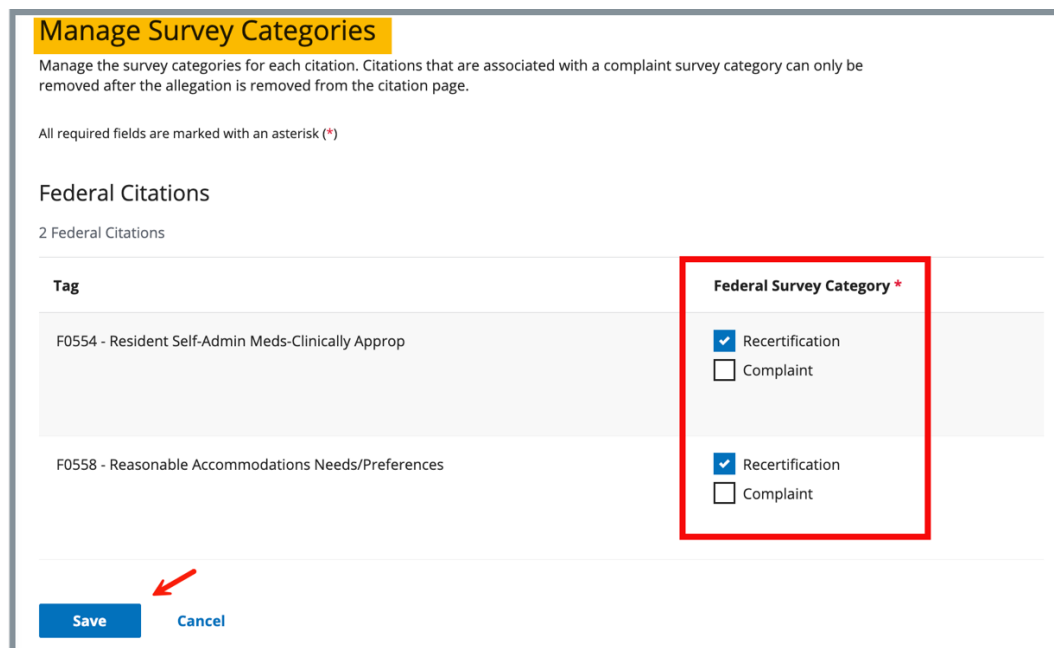 Manage Survey Categories
Manage the survey categories for each citation. Citations that are associated with a complaint survey category can only be
removed after the allegation is removed from the citation page.
All required fields are marked with an asterisk (*)
Federal Citations
2 Federal Citations
Tag
Federal Survey Category *
F0554 - Resident Self-Admin Meds-Clinically Approp
Recertification
Complaint
F0558 - Reasonable Accommodations Needs/Preferences
Recertification
Complaint
Save
Cancel